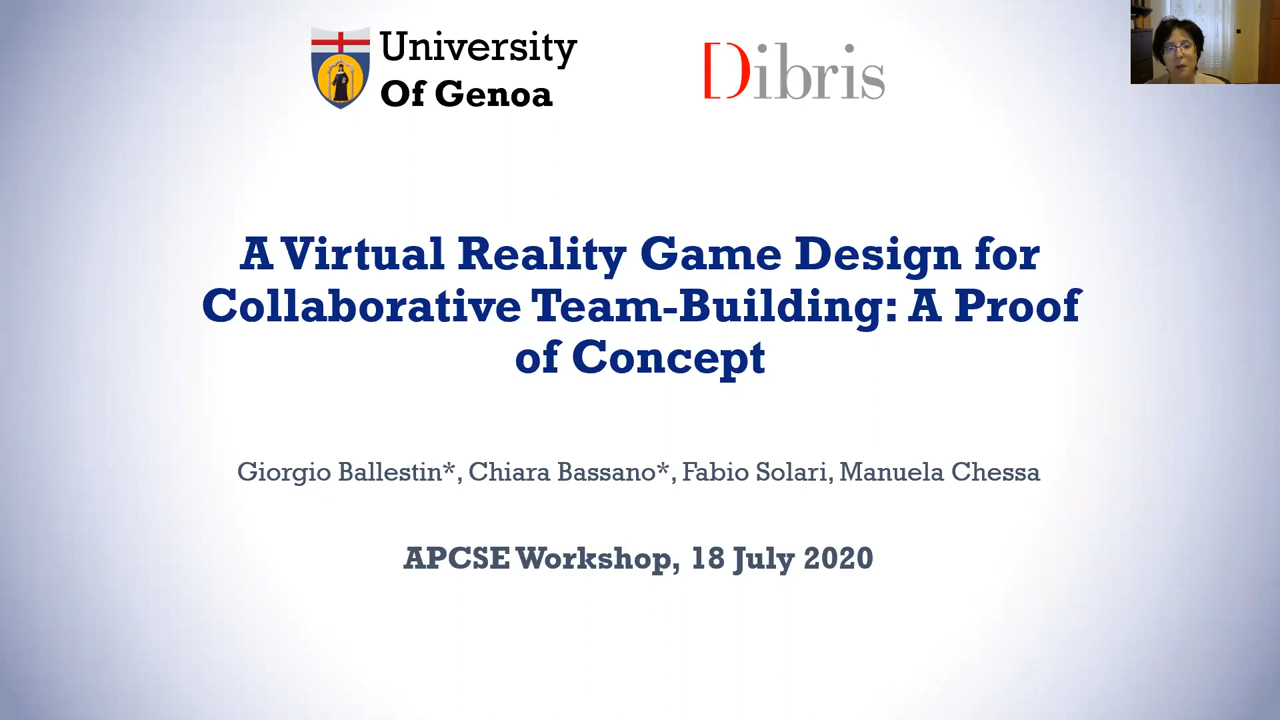 University
Of Genoa
Dibris
A Virtual Reality Game Design for
Collaborative Team-Building: A Proof
of Concept
Giorgio Ballestin*, Chiara Bassano*, Fabio Solari, Manuela Chessa
APCSE Workshop, 18 July 2020